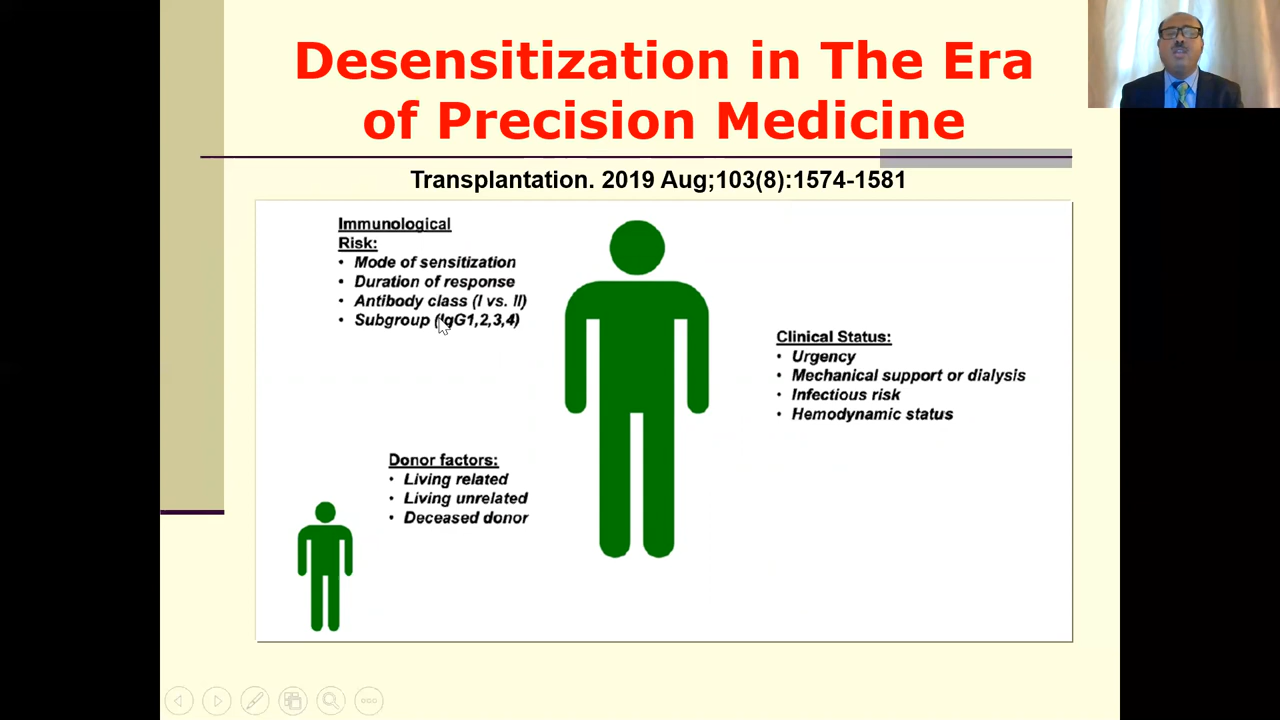 Desensitization in The Era
of Precision Medicine
Transplantation. 2019 Aug;103(8):1574-1581
Immunological
Risk:
• Mode of sensitization
• Duration of response
• Antibody class (I vs. II)
• Subgroup (IgG1,2,3,4)
Clinical Status:
• Urgency
• Mechanical support or dialysis
• Infectious risk
• Hemodynamic status
Donor factors:
• Living related
• Living unrelated
• Deceased donor